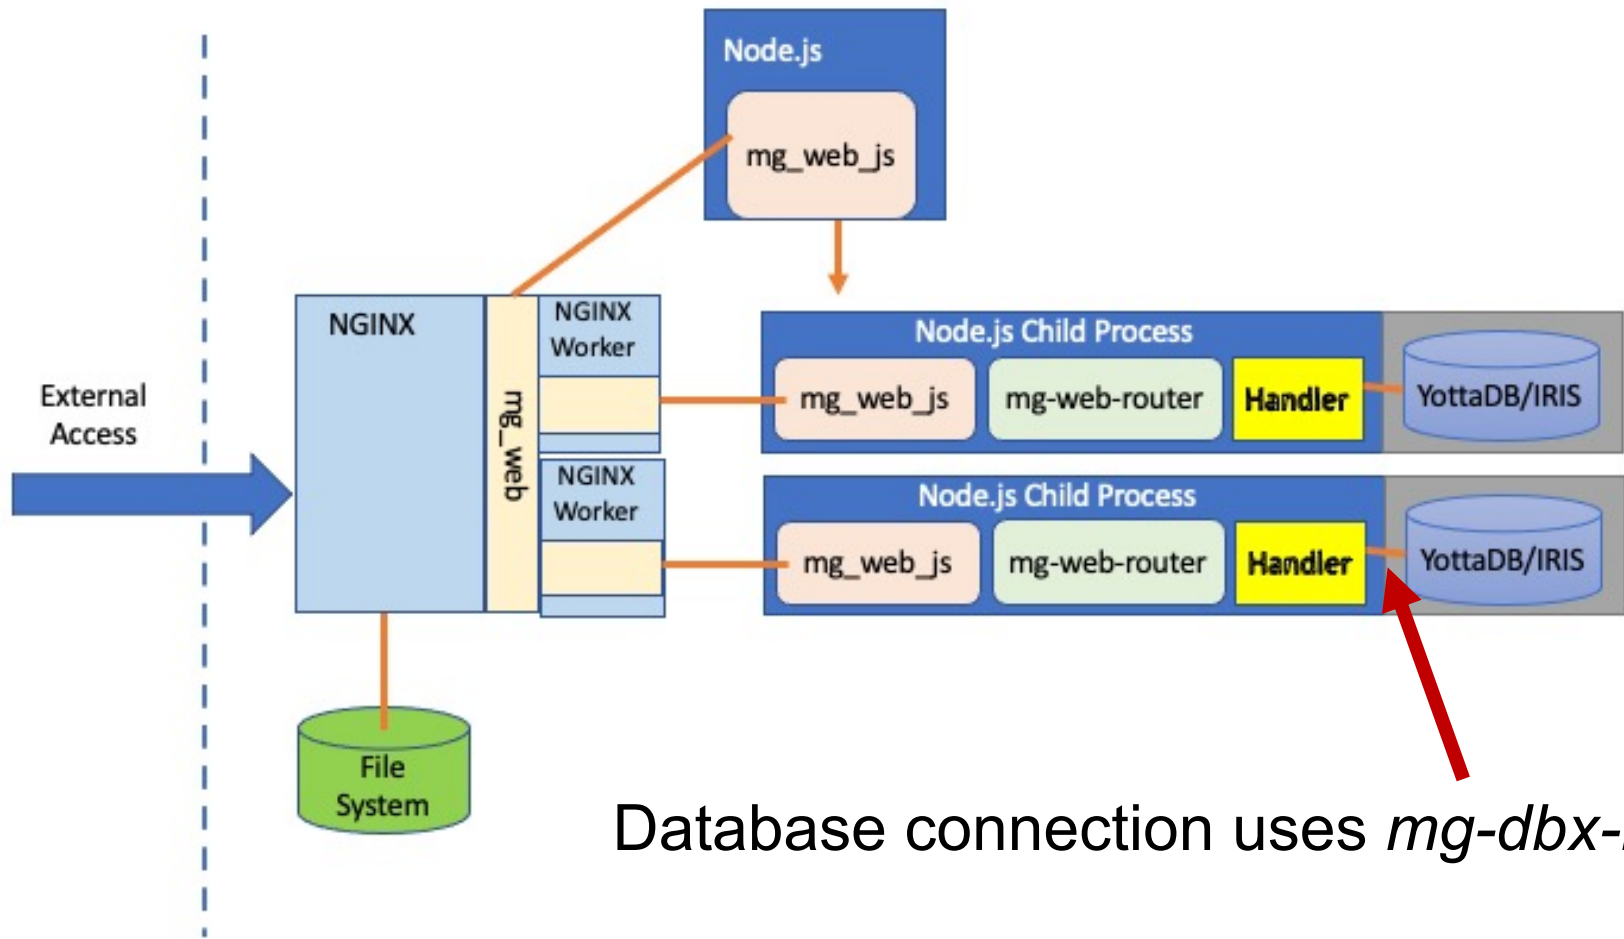 Node.js
mg_web_js
NGINX
mg_web
NGINX
Worker
NGINX
Worker
External
Access
Node.js Child Process
mg_web_js
mg-web-router
Handler
YottaDB/IRIS
Node.js Child Process
mg_web_js
mg-web-router
Handler
YottaDB/IRIS
File
System
Database connection uses mg-dbx-